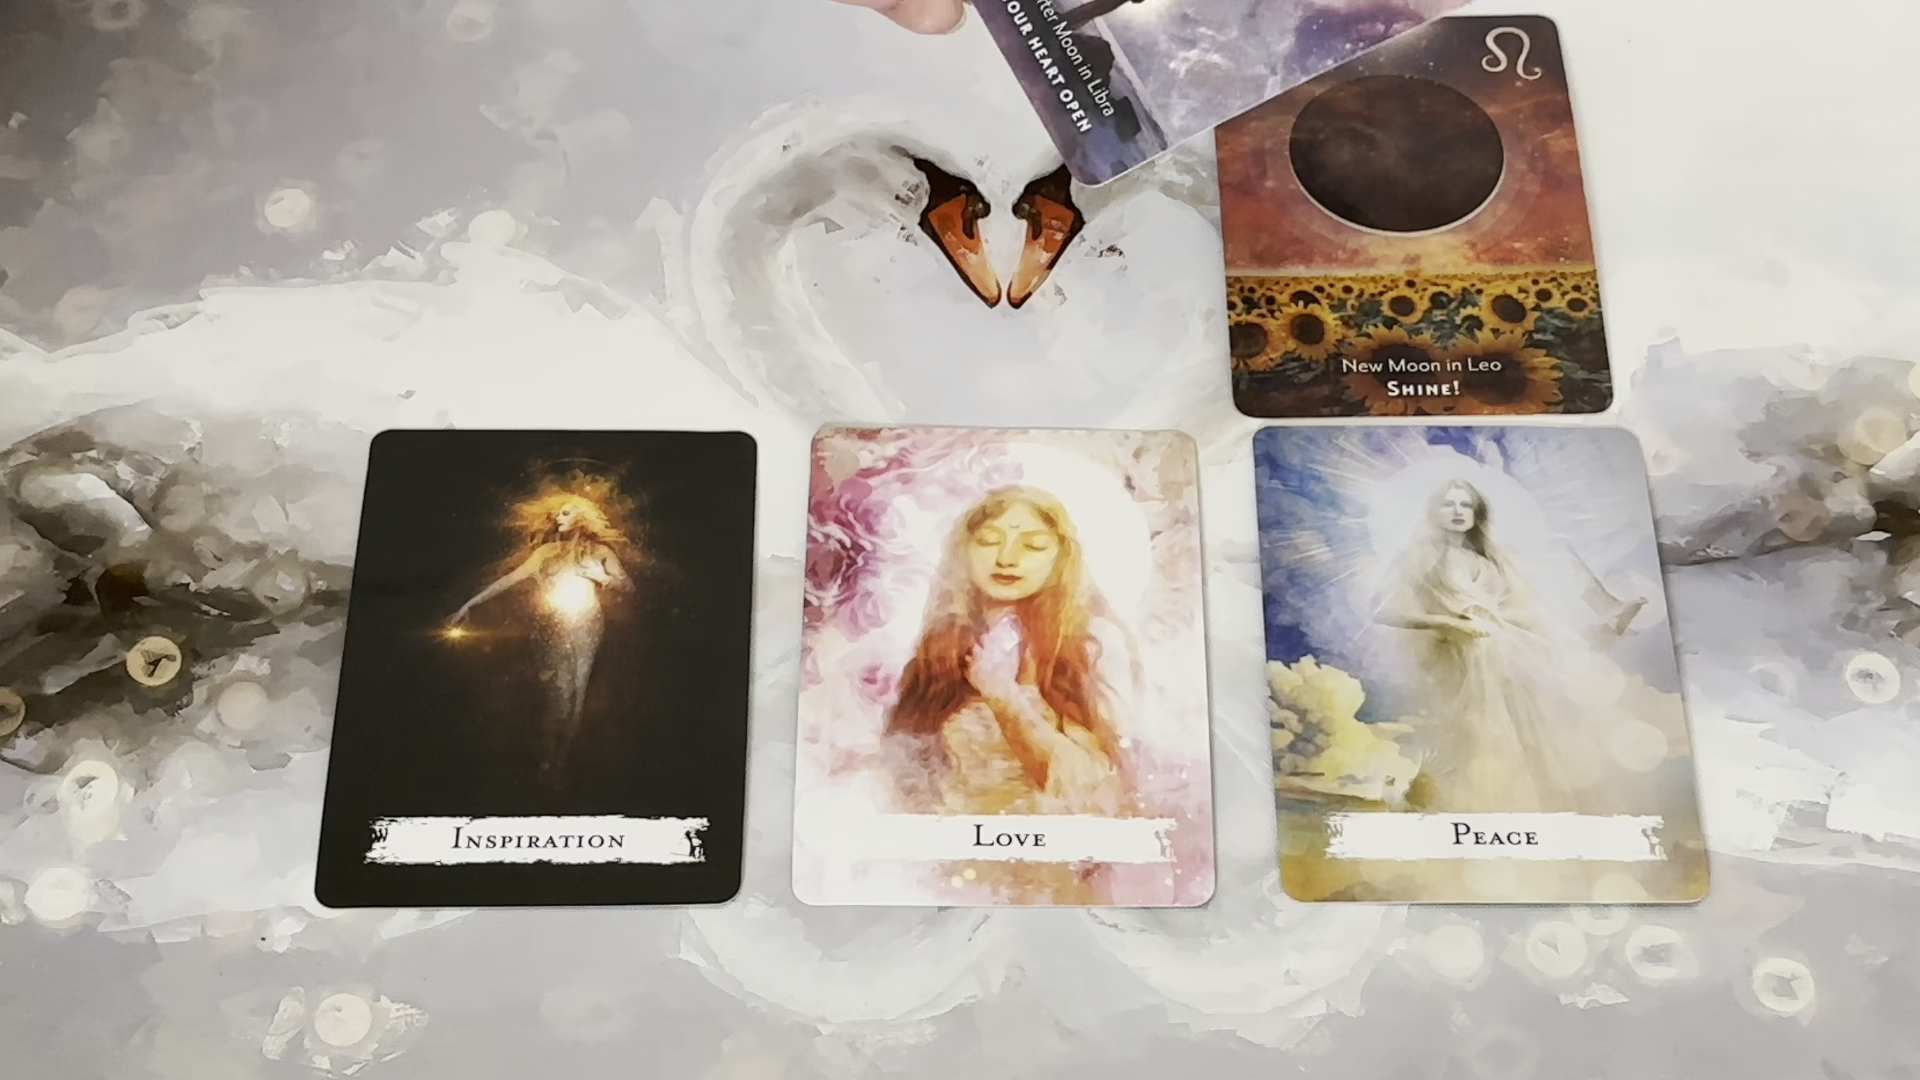 Moon in Libra
YOUR HEART OPEN
New Moon in Leo
SHINE!
INSPIRATION
LOVE
PEACE